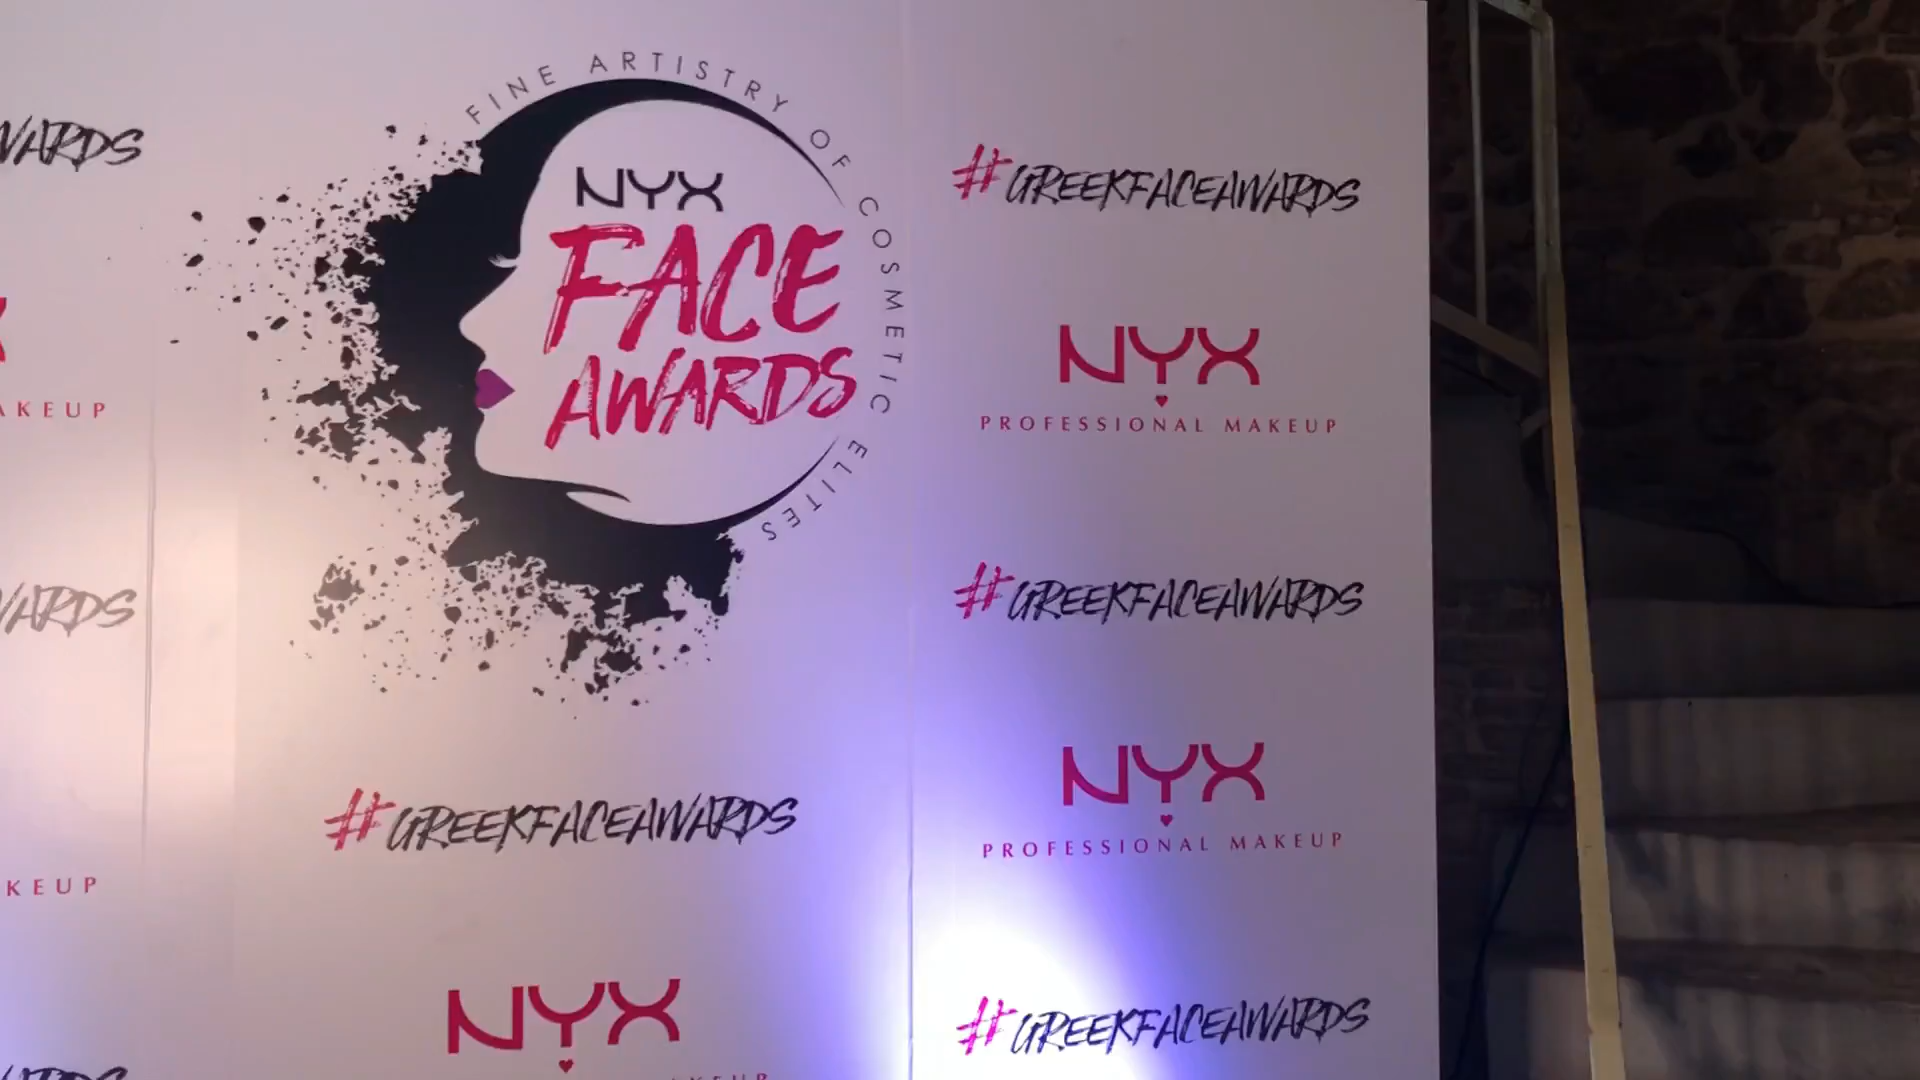 WARDS
AKEUP
WARDS
KEUP
FINE ARTISTRY OF COSMETIC ELITES
NYX
FACE
AWARDS
#GREEKFACEAWARDS
NYX
AKEUP
#GREEKFACEAWARDS
NYX
PROFESSIONAL MAKEUP
#GREEKFACEAWARDS
NYX
PROFESSIONAL MAKEUP
#GREEKFACEAWARDS